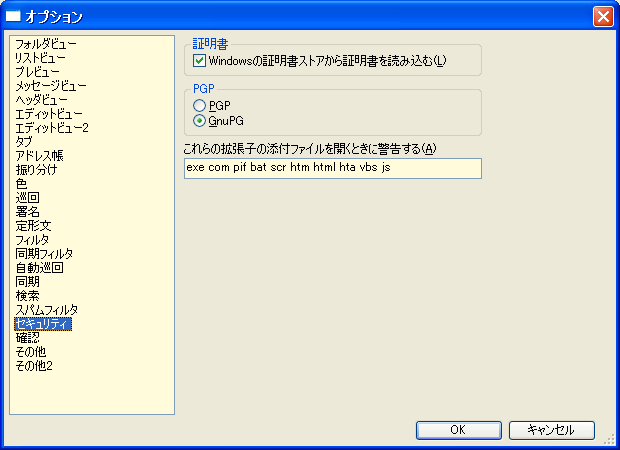 オプション
フォルダビュー
リストビュー
プレビュー
メッセージビュー
ヘッダビュー
エディットビュー
エディットビュー2
タブ
アドレス帳
振り分け
色
巡回
署名
定形文
フィルタ
同期フィルタ
自動巡回
同期
検索
スパムフィルタ
セキュリティ
確認
その他
その他2
証明書
Windowsの証明書ストアから証明書を読み込む(L)
PGP
PGP
GnuPG
これらの拡張子の添付ファイルを開くときに警告する(A)
exe com pif bat scr htm html hta vbs js
OK
キャンセル